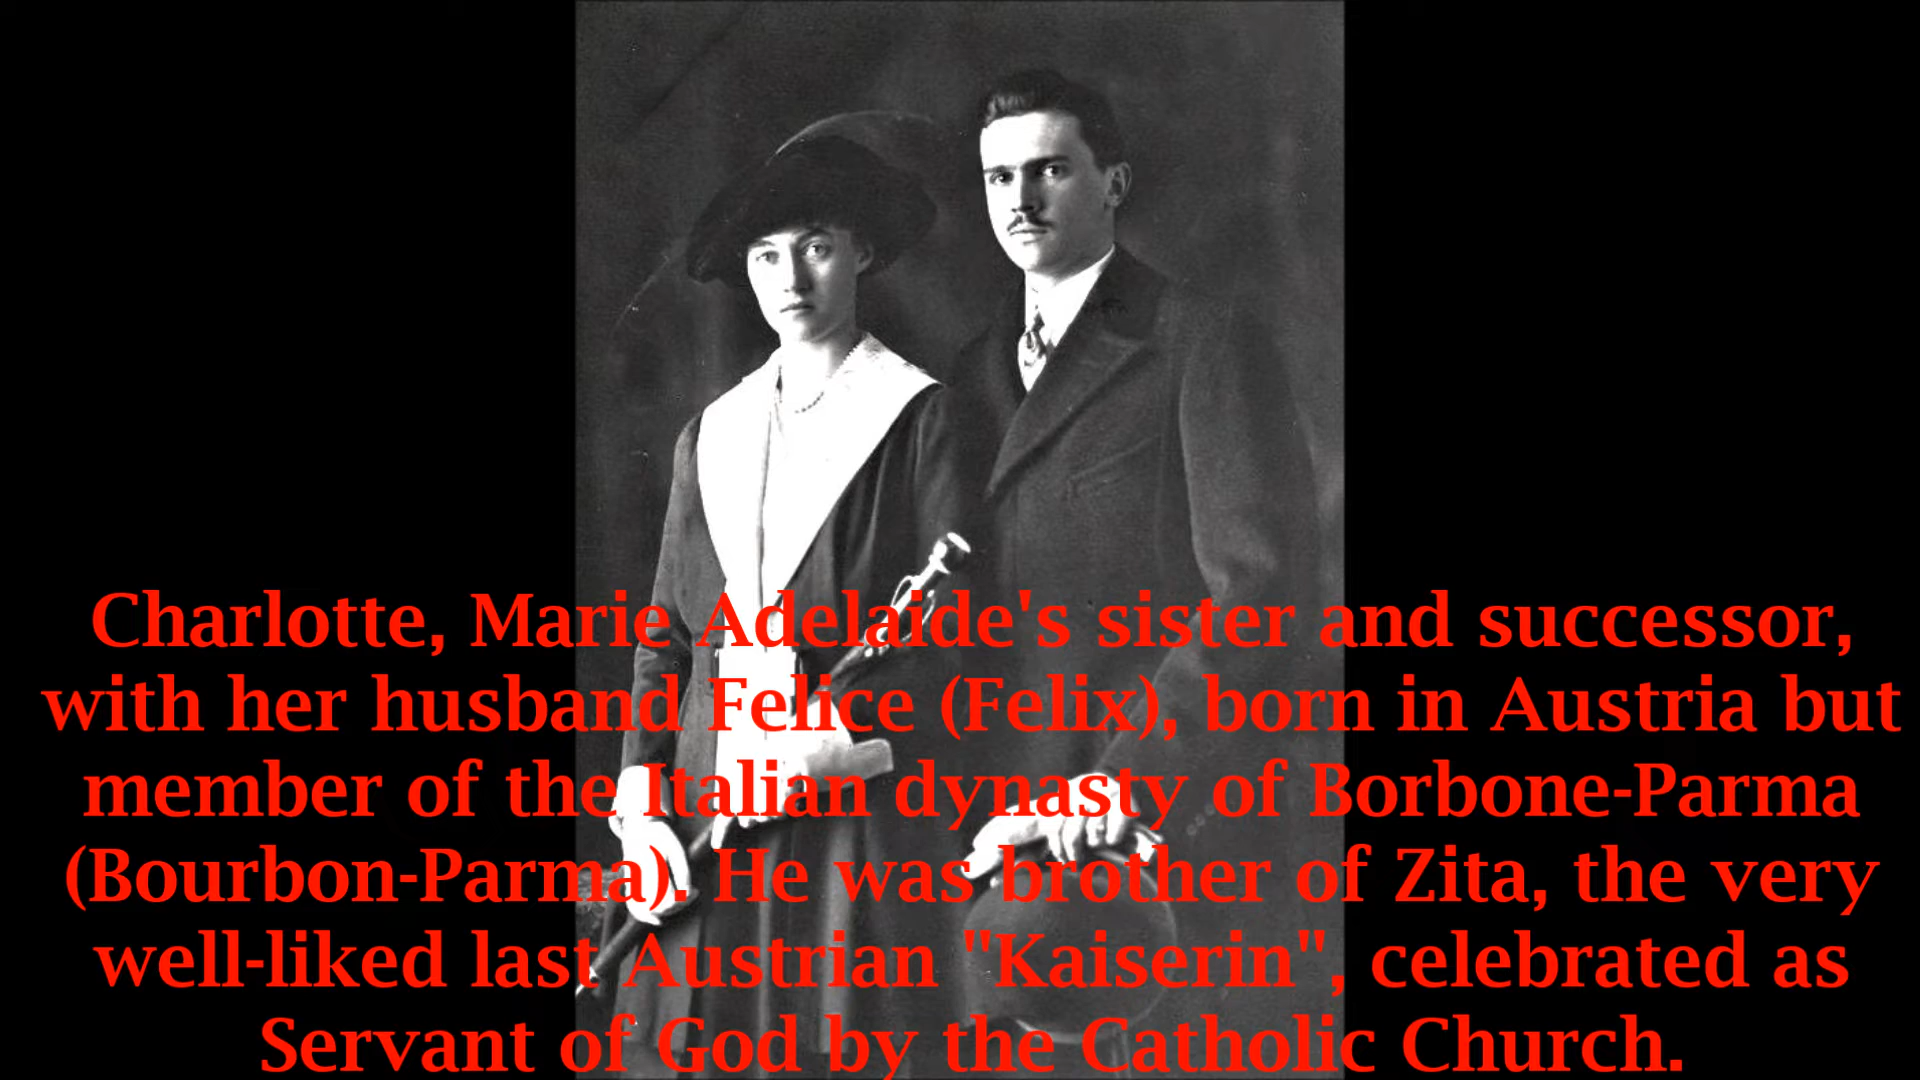 Charlotte, Marie Adelaide's sister and successor,
with her husband Felice (Felix), born in Austria but
member of the Italian dynasty of Borbone-Parma
(Bourbon-Parma). He was brother of Zita, the very
well-liked last Austrian "Kaiserin", celebrated as
Servant of God by the Catholic Church.